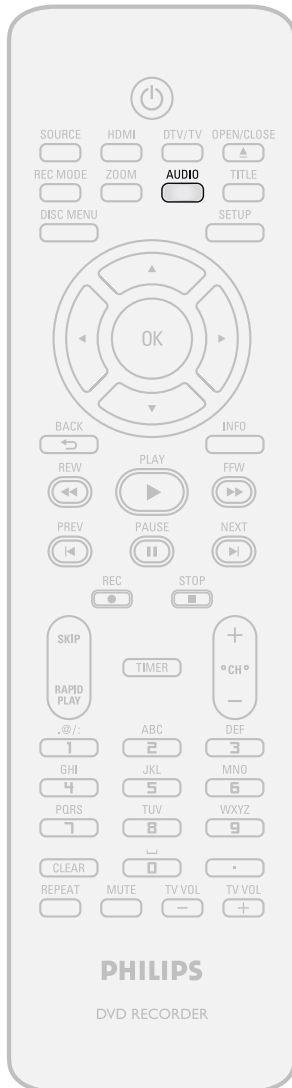 SOURCE HDMI DTV/TV OPEN/CLOSE
REC MODE ZOOM AUDIO TITLE
DISC MENU SETUP
OK
BACK INFO
REW PLAY FFW
PREV PAUSE NEXT
REC STOP
SKIP
RAPID
PLAY
TIMER
+
CH
−
.@/: ABC DEF
1 2 3
GHI JKL MNO
4 5 6
PQRS TUV WXYZ
7 8 9
CLEAR 0 .
REPEAT MUTE TV VOL TV VOL
− +
PHILIPS
DVD RECORDER